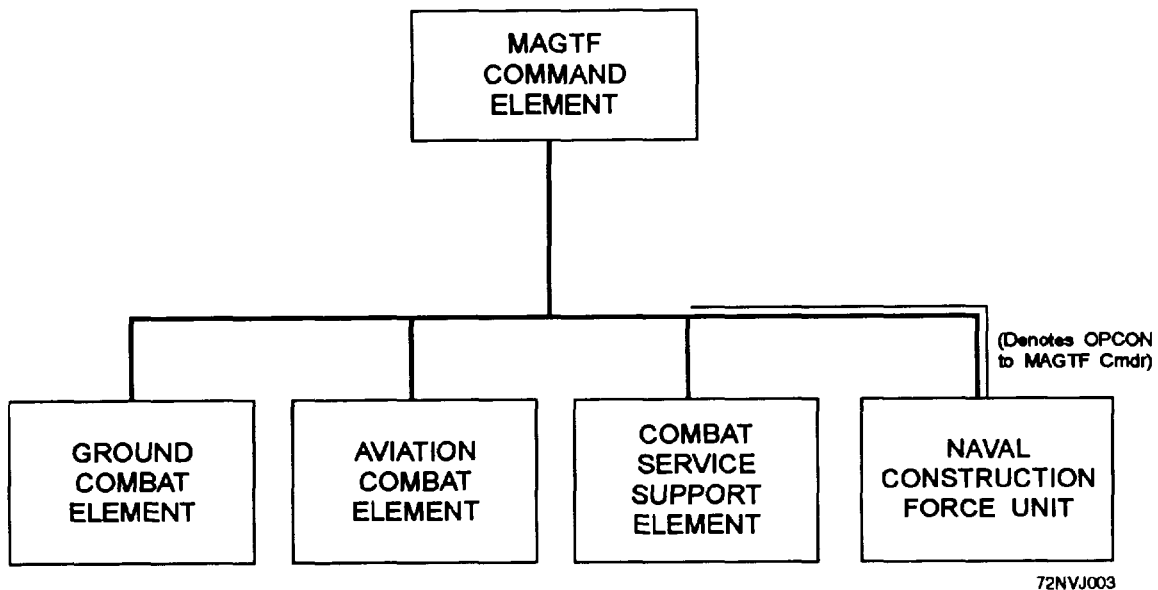 MAGTF
COMMAND
ELEMENT
(Denotes OPCON
to MAGTF Cmdr)
GROUND
COMBAT
ELEMENT
AVIATION
COMBAT
ELEMENT
COMBAT
SERVICE
SUPPORT
ELEMENT
NAVAL
CONSTRUCTION
FORCE UNIT
72NVJ003